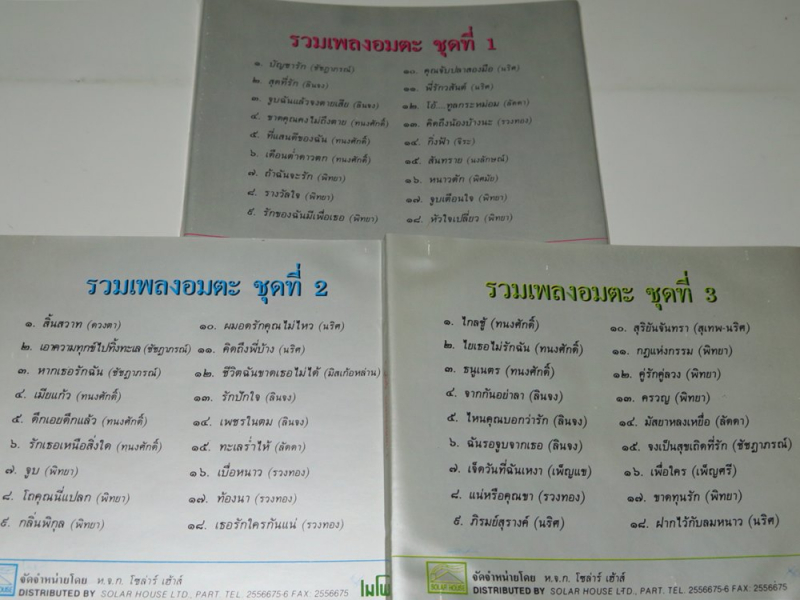 รวมเพลงอมตะ ชุดที่ 1
๑. บัญชารัก (ชัชฎาภรณ์)
๒. สุดที่รัก (ลินจง)
๓. จูบฉันแล้วจงตายเสีย (ลินจง)
๔. ขาดคุณคงไม่ถึงตาย (ทนงศักดิ์)
๕. ที่แสนดีของฉัน (ทนงศักดิ์)
๖. เดือนต่ำดาวตก (ทนงศักดิ์)
๗. ถ้าฉันจะรัก (พิทยา)
๘. รางวัลใจ (พิทยา)
๙. รักของฉันมีเพื่อเธอ (พิทยา)
๑๐. คุณจับปลาสองมือ (นริศ)
๑๑. พี่รักวสันต์ (นริศ)
๑๒. โอ้...ทูลกระหม่อม (ลัดดา)
๑๓. คิดถึงน้องบ้างนะ (รวงทอง)
๑๔. กิ่งฟ้า (จิระ)
๑๕. สันทราย (นงลักษณ์)
๑๖. หนาวตัก (พิศมัย)
๑๗. จูบเตือนใจ (พิทยา)
๑๘. หัวใจเปลี่ยว (พิทยา)
รวมเพลงอมตะ ชุดที่ 2
๑. สิ้นสวาท (ดวงตา)
๒. เอาความทุกข์ไปทิ้งทะเล (ชัชฎาภรณ์)
๓. หากเธอรักฉัน (ชัชฎาภรณ์)
๔. เมียแก้ว (ทนงศักดิ์)
๕. ดึกเอยดึกแล้ว (ทนงศักดิ์)
๖. รักเธอเหนือสิ่งใด (ทนงศักดิ์)
๗. จูบ (พิทยา)
๘. โถคุณนี่แปลก (พิทยา)
๙. กลิ่นพิกุล (พิทยา)
๑๐. ผมอดรักคุณไม่ไหว (นริศ)
๑๑. คิดถึงพี่บ้าง (นริศ)
๑๒. ชีวิตฉันขาดเธอไม่ได้ (มิสเก้อหล่าน)
๑๓. รักปักใจ (ลินจง)
๑๔. เพชรในตม (ลินจง)
๑๕. ทะเลร่ำไห้ (ลัดดา)
๑๖. เบื่อหนาว (รวงทอง)
๑๗. ท้องนา (รวงทอง)
๑๘. เธอรักใครกันแน่ (รวงทอง)
SOLAR HOUSE
จัดจำหน่ายโดย ห.จ.ก. โซล่าร์ เฮ้าส์
DISTRIBUTED BY SOLAR HOUSE LTD., PART. TEL. 2556675-6 FAX: 2556675
รวมเพลงอมตะ ชุดที่ 3
๑. ไกลชู้ (ทนงศักดิ์)
๒. ใยเธอไม่รักฉัน (ทนงศักดิ์)
๓. ธนูเนตร (ทนงศักดิ์)
๔. จากกันอย่าลา (ลินจง)
๕. ไหนคุณบอกว่ารัก (ลินจง)
๖. ฉันรอจูบจากเธอ (ลินจง)
๗. เจ็ดวันที่ฉันเหงา (เพ็ญแข)
๘. แน่หรือคุณขา (รวงทอง)
๙. ภิรมย์สุรางค์ (นริศ)
๑๐. สุริยันจันทรา (สุเทพ-นริศ)
๑๑. กฎแห่งกรรม (พิทยา)
๑๒. คู่รักคู่ลวง (พิทยา)
๑๓. ครวญ (พิทยา)
๑๔. มัสยาหลงเหยื่อ (ลัดดา)
๑๕. จงเป็นสุขเถิดที่รัก (ชัชฎาภรณ์)
๑๖. เพื่อใคร (เพ็ญศรี)
๑๗. ขาดทุนรัก (พิทยา)
๑๘. ฝากไว้กับลมหนาว (นริศ)
SOLAR HOUSE
จัดจำหน่ายโดย ห.จ.ก. โซล่าร์ เฮ้าส์
DISTRIBUTED BY SOLAR HOUSE LTD., PART. TEL. 2556675-6 FAX: 2556675